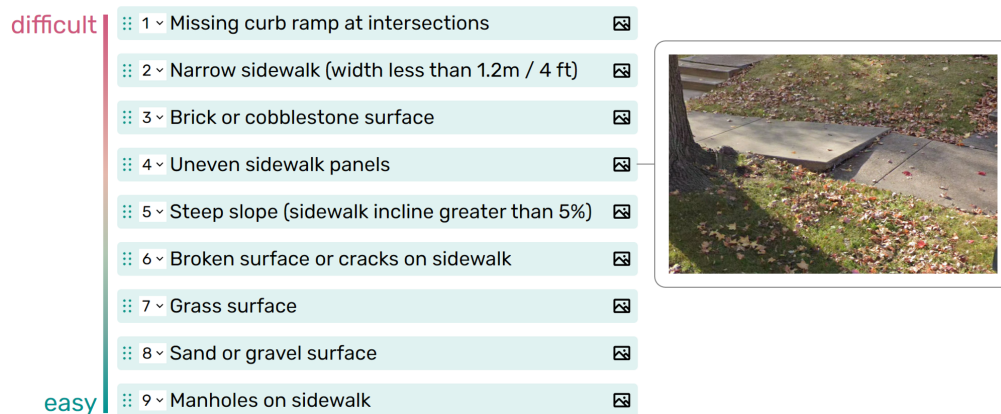 difficult
1 Missing curb ramp at intersections
2 Narrow sidewalk (width less than 1.2m / 4 ft)
3 Brick or cobblestone surface
4 Uneven sidewalk panels
5 Steep slope (sidewalk incline greater than 5%)
6 Broken surface or cracks on sidewalk
7 Grass surface
8 Sand or gravel surface
easy
9 Manholes on sidewalk